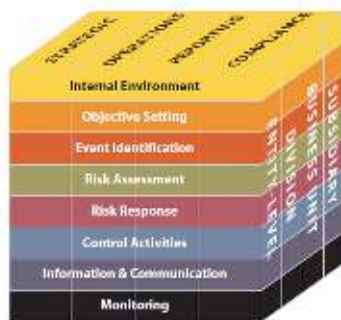 STRATEGIC
OPERATIONS
REPORTING
COMPLIANCE
Internal Environment
Objective Setting
Event Identification
Risk Assessment
Risk Response
Control Activities
Information & Communication
Monitoring
ENTITY-LEVEL
DIVISION
BUSINESS UNIT
SUBSIDIARY